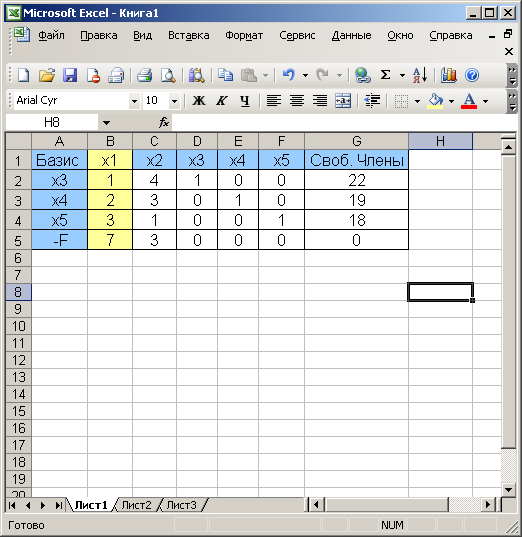 Microsoft Excel - Книга1
Файл Правка Вид Вставка Формат Сервис Данные Окно Справка
Arial Cyr 10 Ж К Ч
H8 fx
A B C D E F G H
1 Базис x1 x2 x3 x4 x5 Своб. Члены
2 x3 1 4 1 0 0 22
3 x4 2 3 0 1 0 19
4 x5 3 1 0 0 1 18
5 -F 7 3 0 0 0 0
6
7
8
9
10
11
12
13
14
15
16
17
18
19
20
Лист1 Лист2 Лист3
Готово NUM